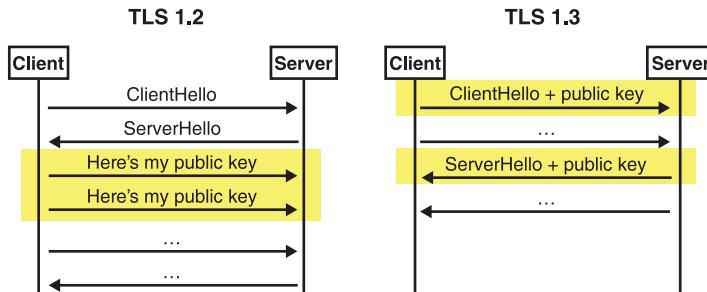 TLS 1.2
Client
Server
ClientHello
ServerHello
Here's my public key
Here's my public key
...
...
TLS 1.3
Client
Server
ClientHello + public key
...
ServerHello + public key
...